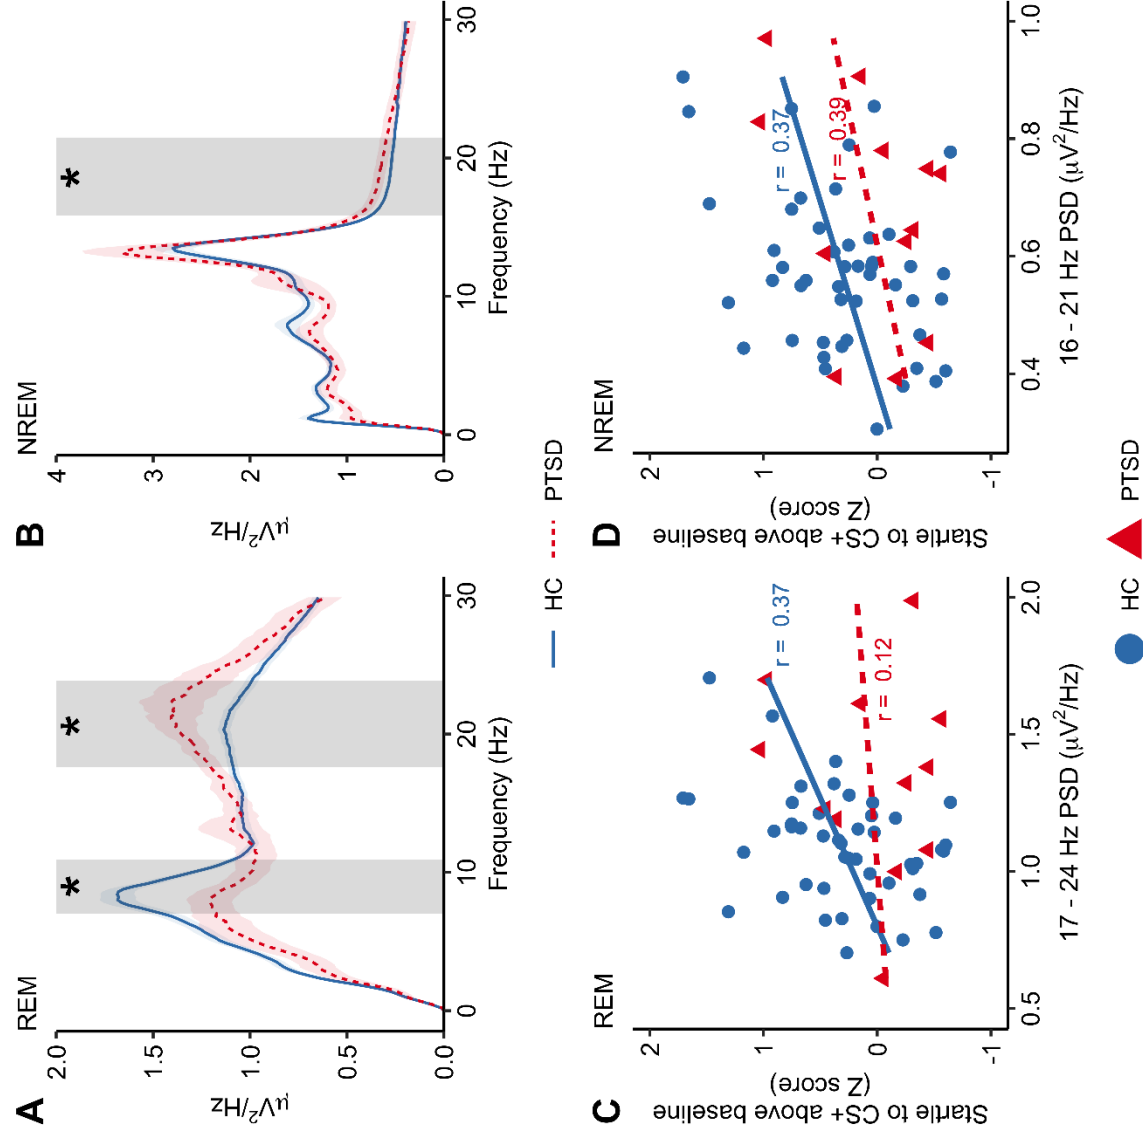 A
REM
*
*
2.0
1.5
1.0
0.5
0.0
μV²/Hz
0
10
20
30
Frequency (Hz)
B
NREM
*
4
3
2
1
0
μV²/Hz
0
10
20
30
Frequency (Hz)
HC
PTSD
C
REM
2
1
0
-1
Startle to CS+ above baseline
(Z score)
r = 0.37
r = 0.12
0.5
1.0
1.5
2.0
17 - 24 Hz PSD (μV²/Hz)
D
NREM
2
1
0
-1
Startle to CS+ above baseline
(Z score)
r = 0.37
r = 0.39
0.4
0.6
0.8
1.0
16 - 21 Hz PSD (μV²/Hz)
HC
PTSD